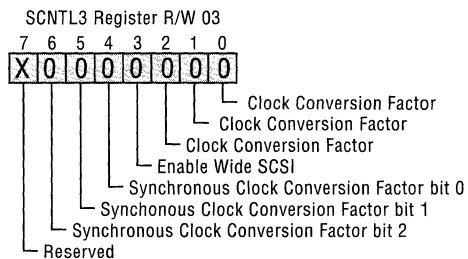 SCNTL3 Register R/W 03
7 6 5 4 3 2 1 0
X 0 0 0 0 0 0 0
Clock Conversion Factor
Clock Conversion Factor
Clock Conversion Factor
Enable Wide SCSI
Synchronous Clock Conversion Factor bit 0
Synchonous Clock Conversion Factor bit 1
Synchronous Clock Conversion Factor bit 2
Reserved